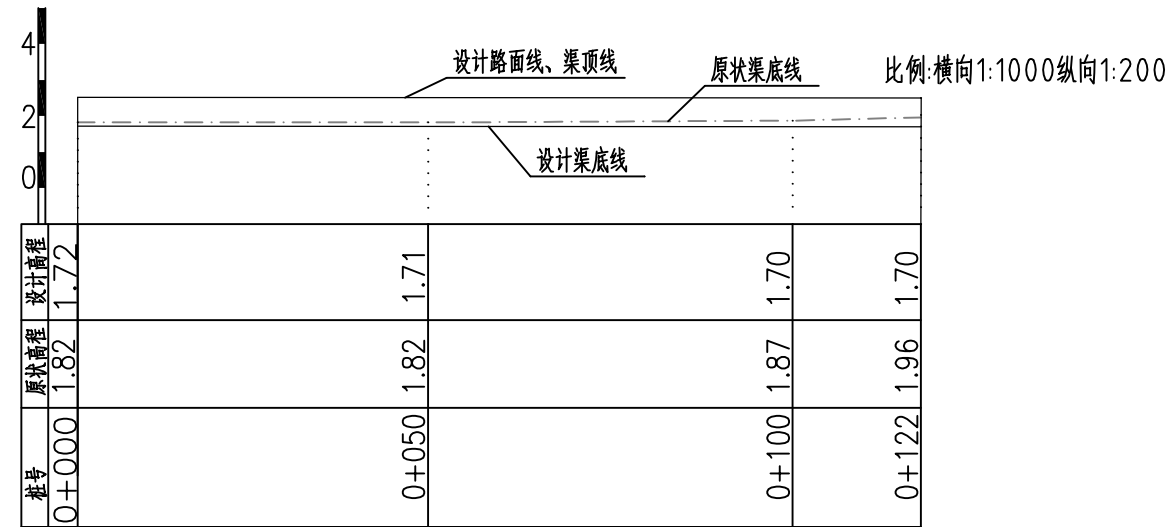 4
2
0
设计路面线、渠顶线
原状渠底线
比例:横向1:1000纵向1:200
设计渠底线
设计高程 1.72 1.71 1.70 1.70
原状高程 1.82 1.82 1.87 1.96
桩号 0+000 0+050 0+100 0+122